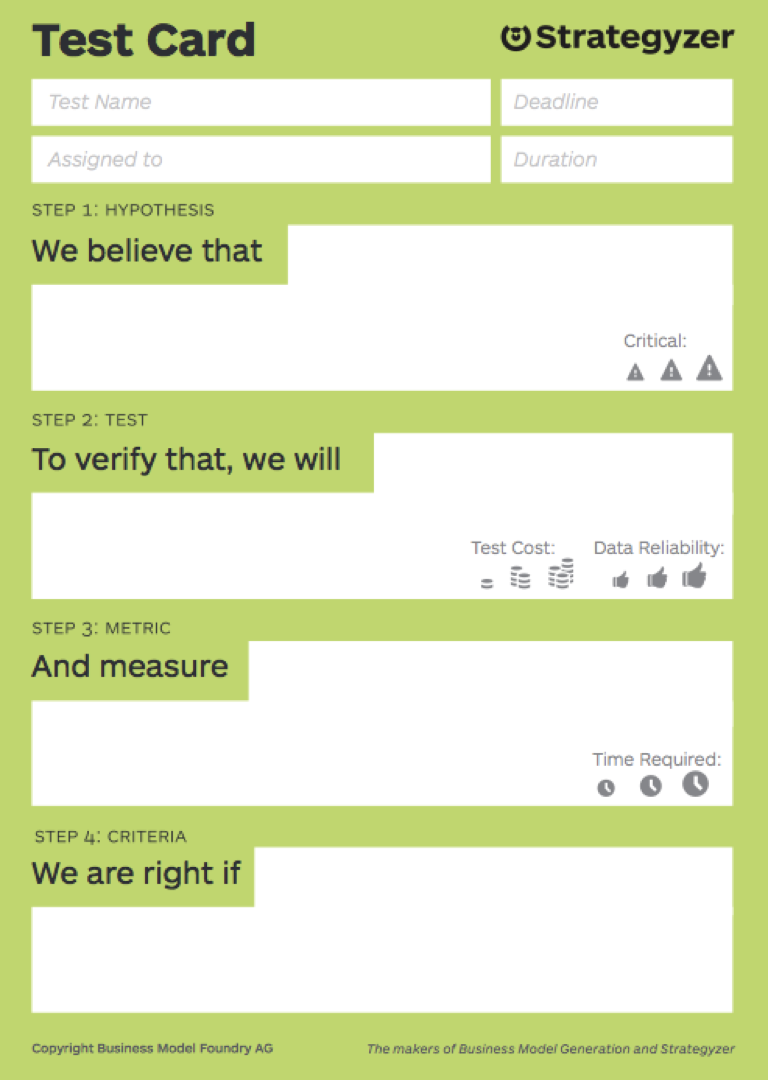 Test Card
Strategyzer
Test Name
Deadline
Assigned to
Duration
STEP 1: HYPOTHESIS
We believe that
Critical:
STEP 2: TEST
To verify that, we will
Test Cost:
Data Reliability:
STEP 3: METRIC
And measure
Time Required:
STEP 4: CRITERIA
We are right if
Copyright Business Model Foundry AG
The makers of Business Model Generation and Strategyzer